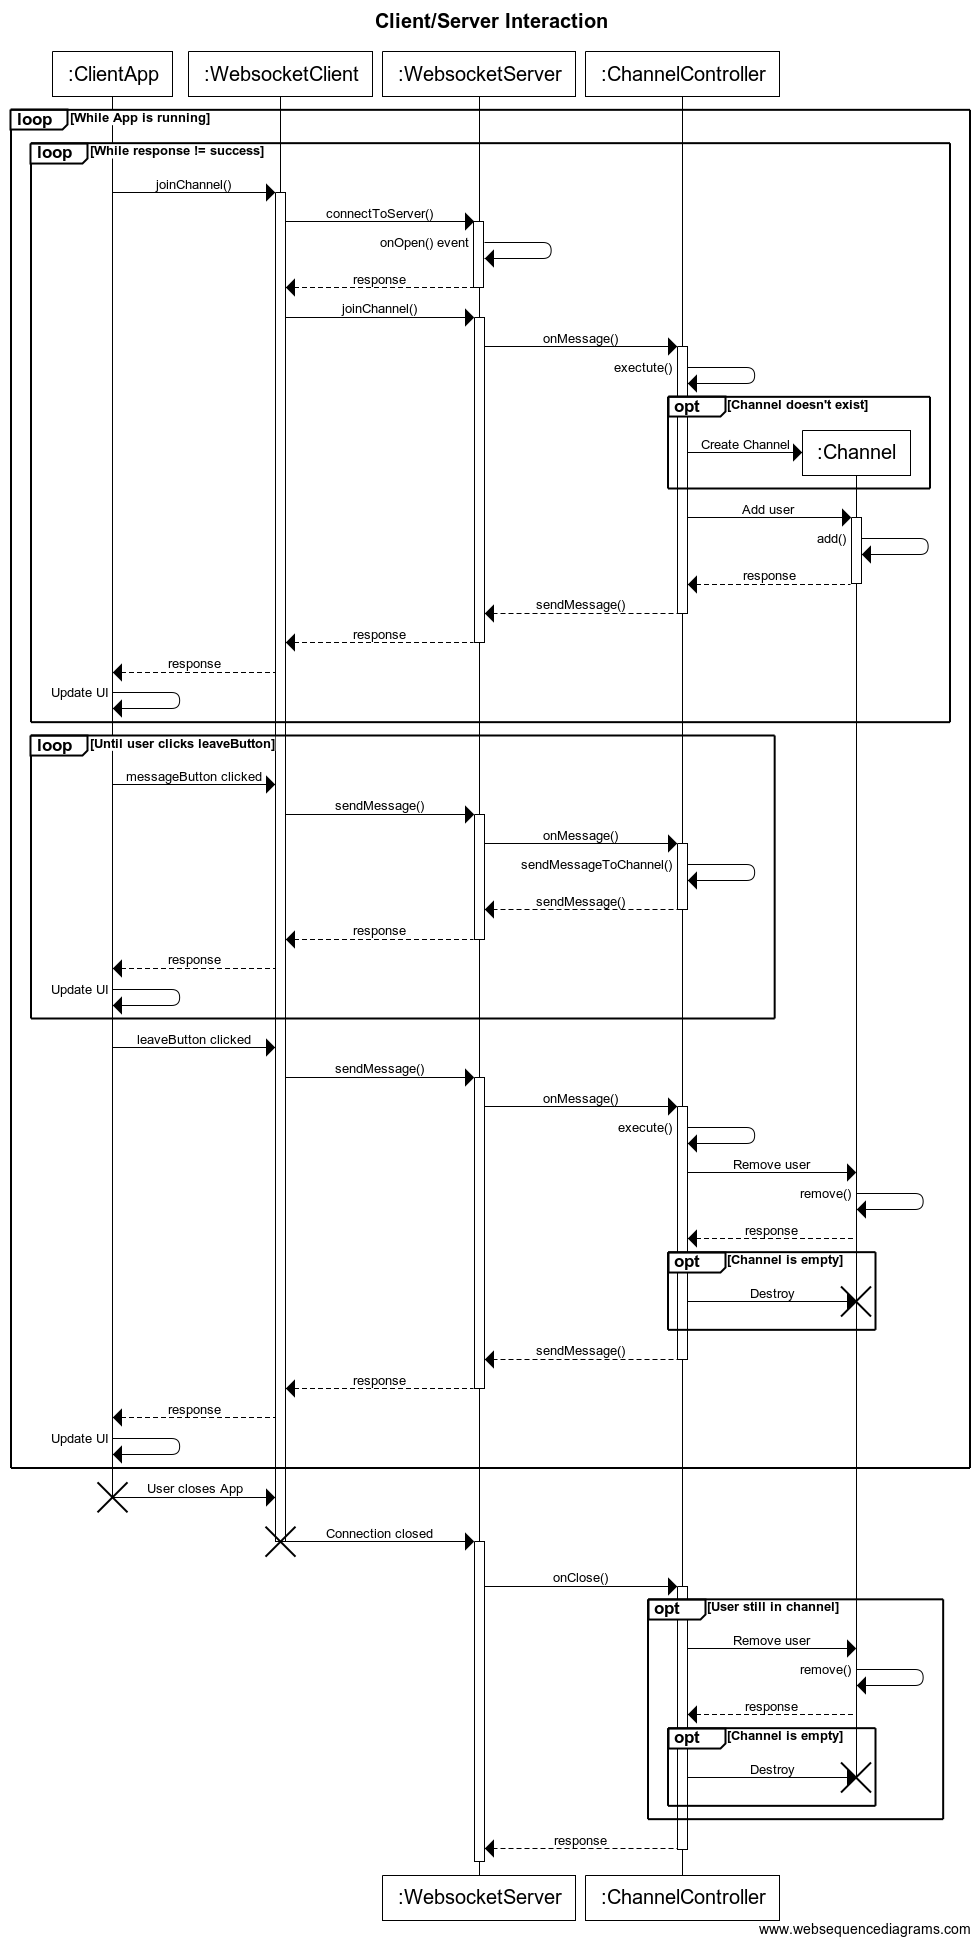 Client/Server Interaction
:ClientApp
:WebsocketClient
:WebsocketServer
:ChannelController
loop [While App is running]
loop [While response != success]
joinChannel()
connectToServer()
onOpen() event
response
joinChannel()
onMessage()
exectute()
opt [Channel doesn't exist]
Create Channel
:Channel
Add user
add()
response
sendMessage()
response
response
Update UI
loop [Until user clicks leaveButton]
messageButton clicked
sendMessage()
onMessage()
sendMessageToChannel()
sendMessage()
response
response
Update UI
leaveButton clicked
sendMessage()
onMessage()
execute()
Remove user
remove()
response
opt [Channel is empty]
Destroy
sendMessage()
response
response
Update UI
User closes App
Connection closed
onClose()
opt [User still in channel]
Remove user
remove()
response
opt [Channel is empty]
Destroy
response
:WebsocketServer
:ChannelController
www.websequencediagrams.com